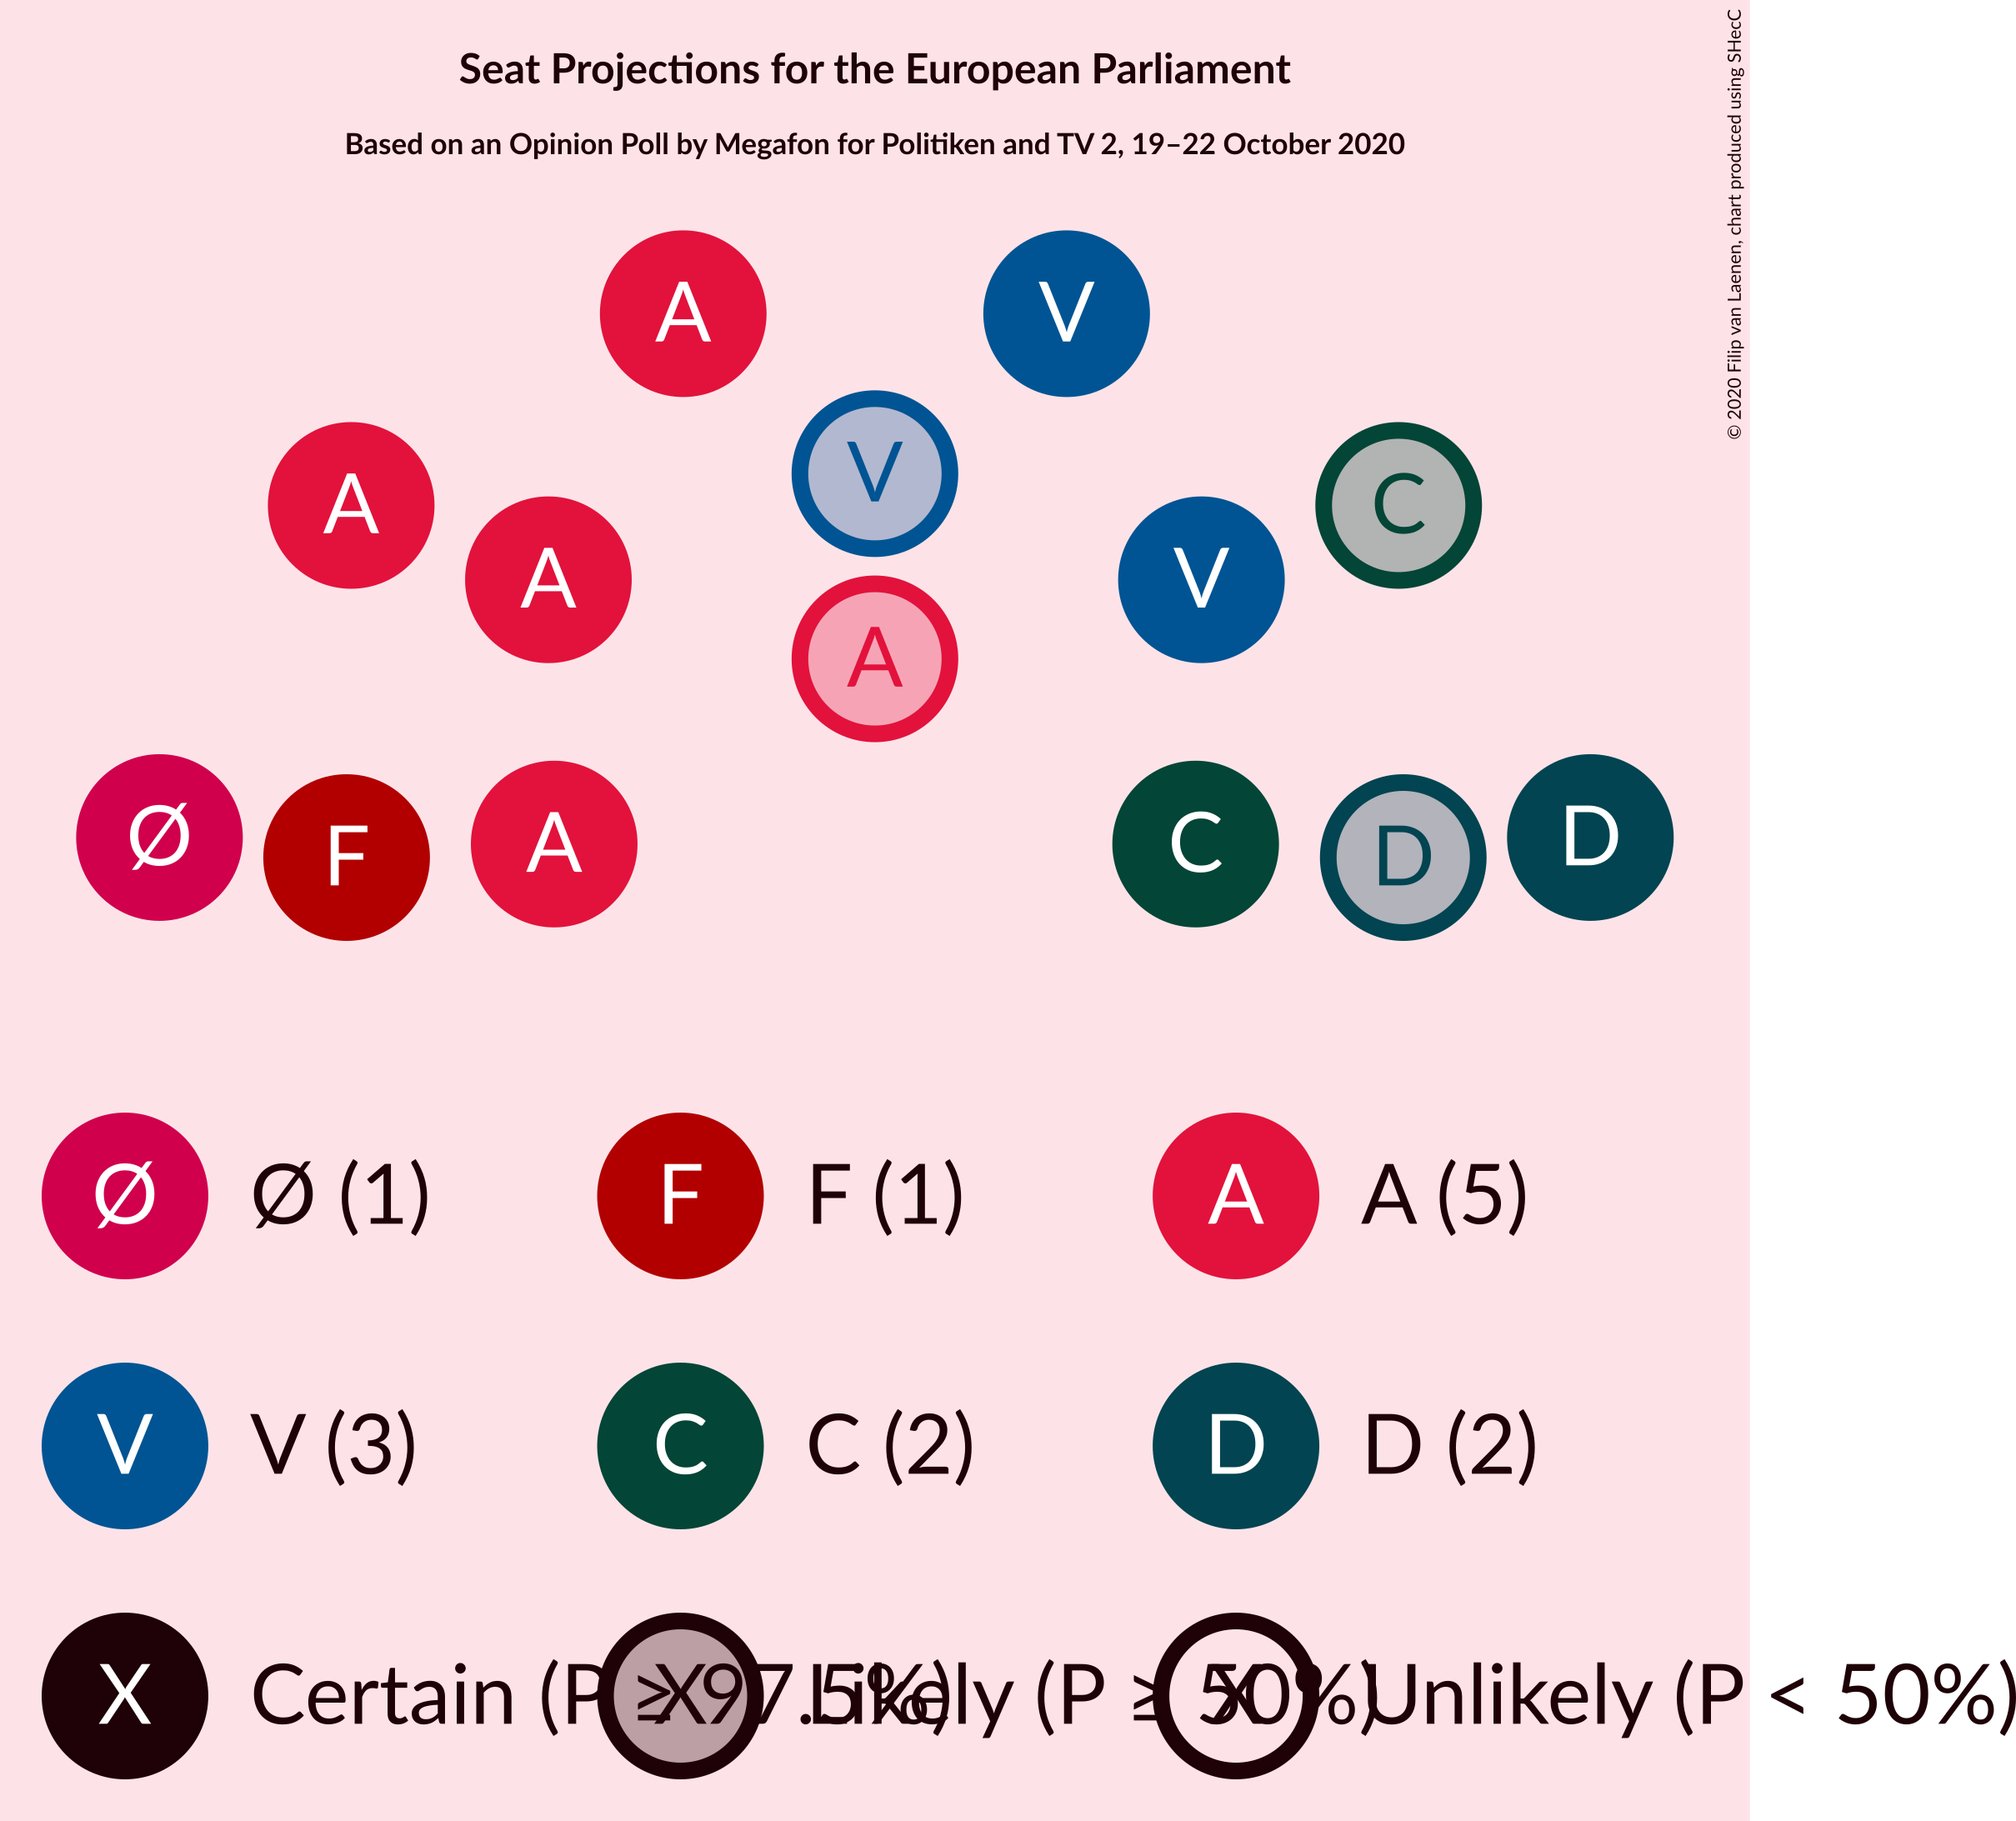 Seat Projections for the European Parliament
Based on an Opinion Poll by Megafon for Politiken and TV 2, 19–22 October 2020
© 2020 Filip van Laenen, chart produced using SHecC
A V
V
A C
A V
A
Ø F A C D D
Ø Ø (1) F F (1) A A (5)
V V (3) C C (2) D D (2)
X Certain (P ≥ 97.5%) X Likely (P ≥ 50%) X Unlikely (P < 50%)